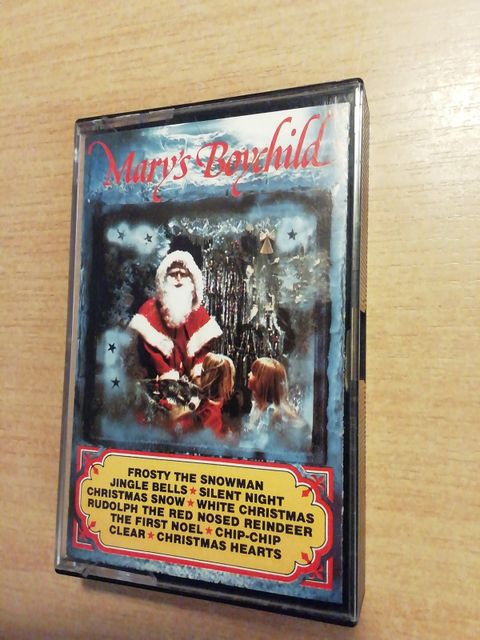 Mary's Boychild
FROSTY THE SNOWMAN
JINGLE BELLS ★ SILENT NIGHT
CHRISTMAS SNOW ★ WHITE CHRISTMAS
RUDOLPH THE RED NOSED REINDEER
THE FIRST NOEL ★ CHIP-CHIP
CLEAR ★ CHRISTMAS HEARTS